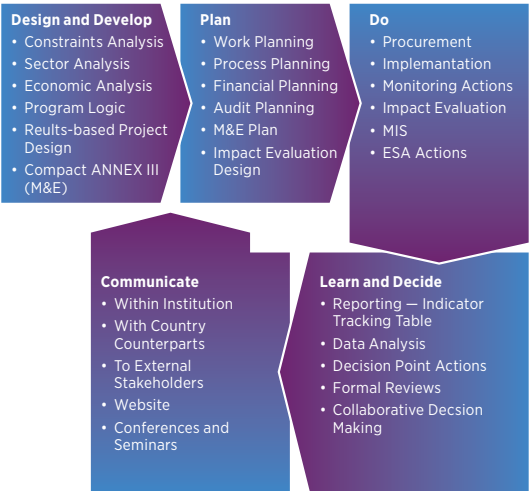 Design and Develop
• Constraints Analysis
• Sector Analysis
• Economic Analysis
• Program Logic
• Reults-based Project
Design
• Compact ANNEX III
(M&E)
Plan
• Work Planning
• Process Planning
• Financial Planning
• Audit Planning
• M&E Plan
• Impact Evaluation
Design
Do
• Procurement
• Implemantation
• Monitoring Actions
• Impact Evaluation
• MIS
• ESA Actions
Learn and Decide
• Reporting — Indicator
Tracking Table
• Data Analysis
• Decision Point Actions
• Formal Reviews
• Collaborative Decsion
Making
Communicate
• Within Institution
• With Country
Counterparts
• To External
Stakeholders
• Website
• Conferences and
Seminars